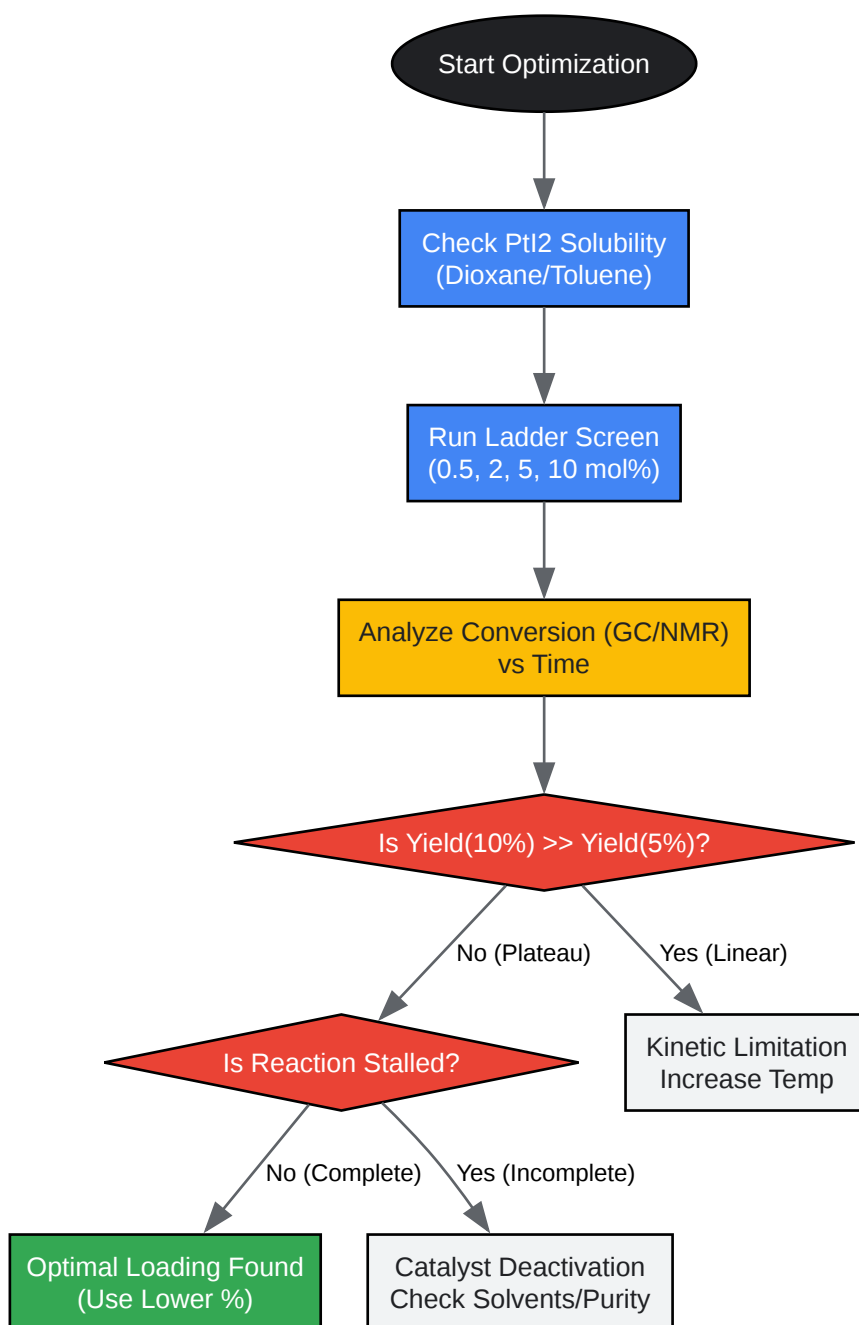 Start Optimization
Check PtI2 Solubility
(Dioxane/Toluene)
Run Ladder Screen
(0.5, 2, 5, 10 mol%)
Analyze Conversion (GC/NMR)
vs Time
Is Yield(10%) >> Yield(5%)?
No (Plateau)
Yes (Linear)
Is Reaction Stalled?
Kinetic Limitation
Increase Temp
No (Complete)
Yes (Incomplete)
Optimal Loading Found
(Use Lower %)
Catalyst Deactivation
Check Solvents/Purity